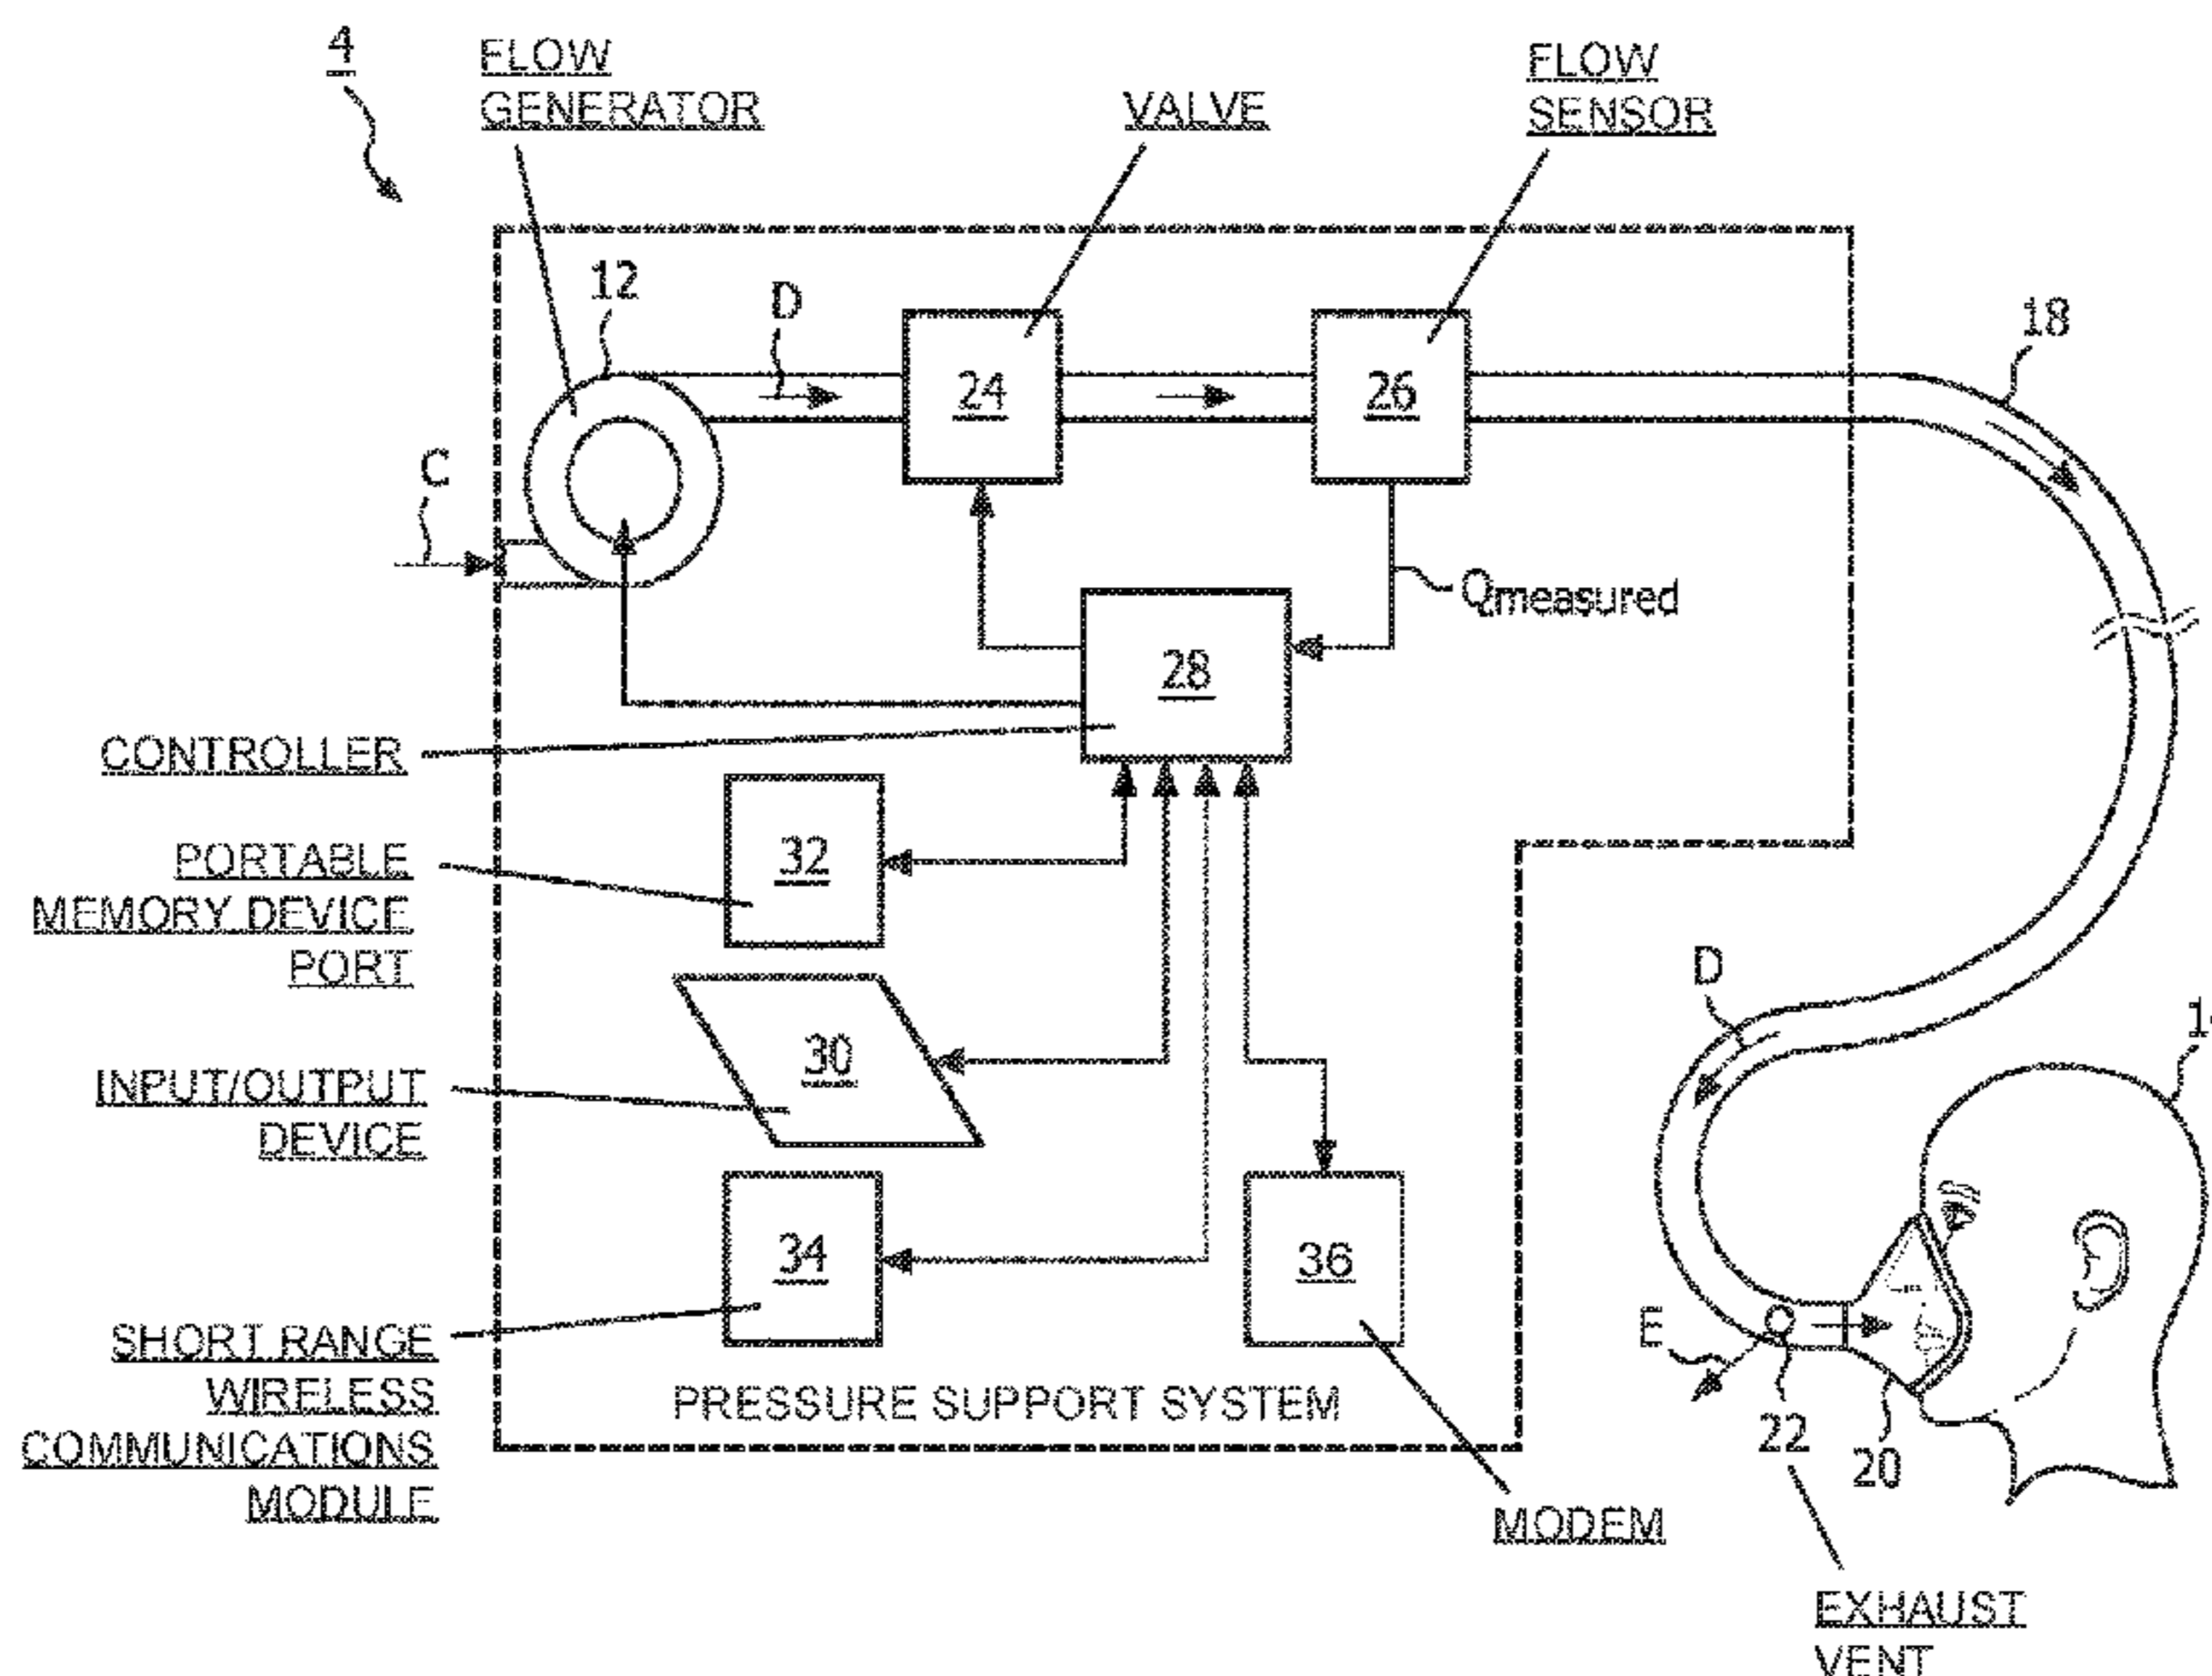 4
FLOW
GENERATOR
VALVE
FLOW
SENSOR
12
D
18
24
26
C
Qmeasured
28
CONTROLLER
32
PORTABLE
MEMORY DEVICE
PORT
D
30
INPUT/OUTPUT
DEVICE
34
36
E
SHORT RANGE
WIRELESS
COMMUNICATIONS
MODULE
PRESSURE SUPPORT SYSTEM
22
20
MODEM
EXHAUST
VENT